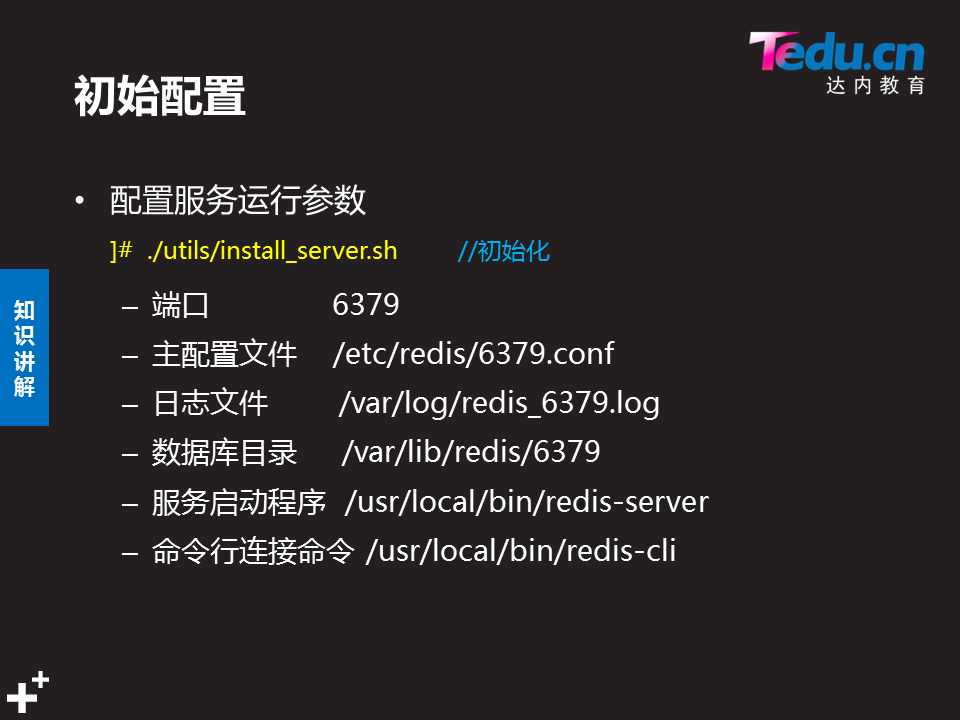 Tedu.cn
达内教育
初始配置
• 配置服务运行参数
]# ./utils/install_server.sh //初始化
知识讲解
– 端口 6379
– 主配置文件 /etc/redis/6379.conf
– 日志文件 /var/log/redis_6379.log
– 数据库目录 /var/lib/redis/6379
– 服务启动程序 /usr/local/bin/redis-server
– 命令行连接命令 /usr/local/bin/redis-cli